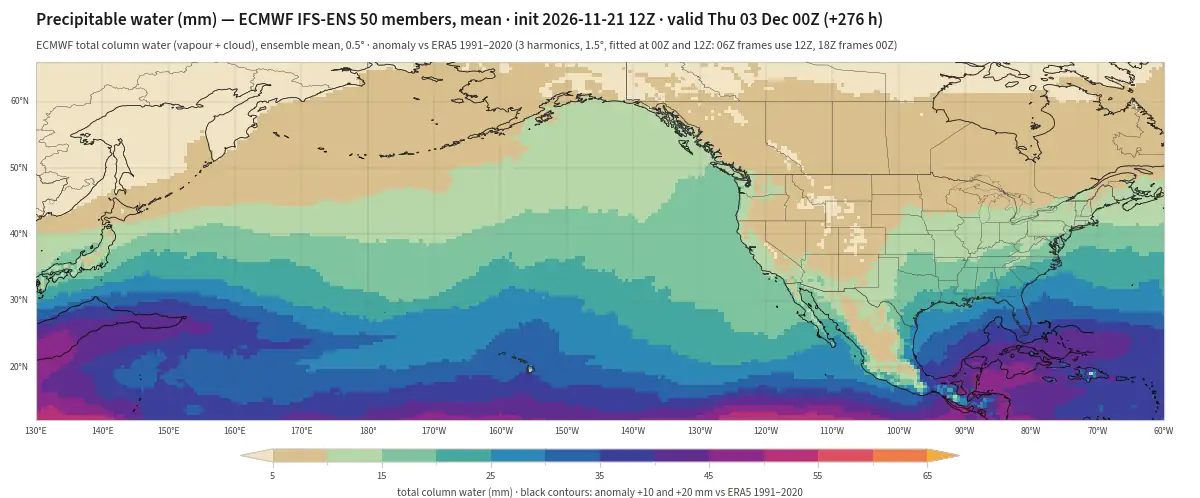 Precipitable water (mm) — ECMWF IFS-ENS 50 members, mean · init 2026-11-21 12Z · valid Thu 03 Dec 00Z (+276 h)
ECMWF total column water (vapour + cloud), ensemble mean, 0.5° · anomaly vs ERA5 1991–2020 (3 harmonics, 1.5°, fitted at 00Z and 12Z: 06Z frames use 12Z, 18Z frames 00Z)
60°N
50°N
40°N
30°N
20°N
130°E 140°E 150°E 160°E 170°E 180° 170°W 160°W 150°W 140°W 130°W 120°W 110°W 100°W 90°W 80°W 70°W 60°W
5 15 25 35 45 55 65
total column water (mm) · black contours: anomaly +10 and +20 mm vs ERA5 1991–2020